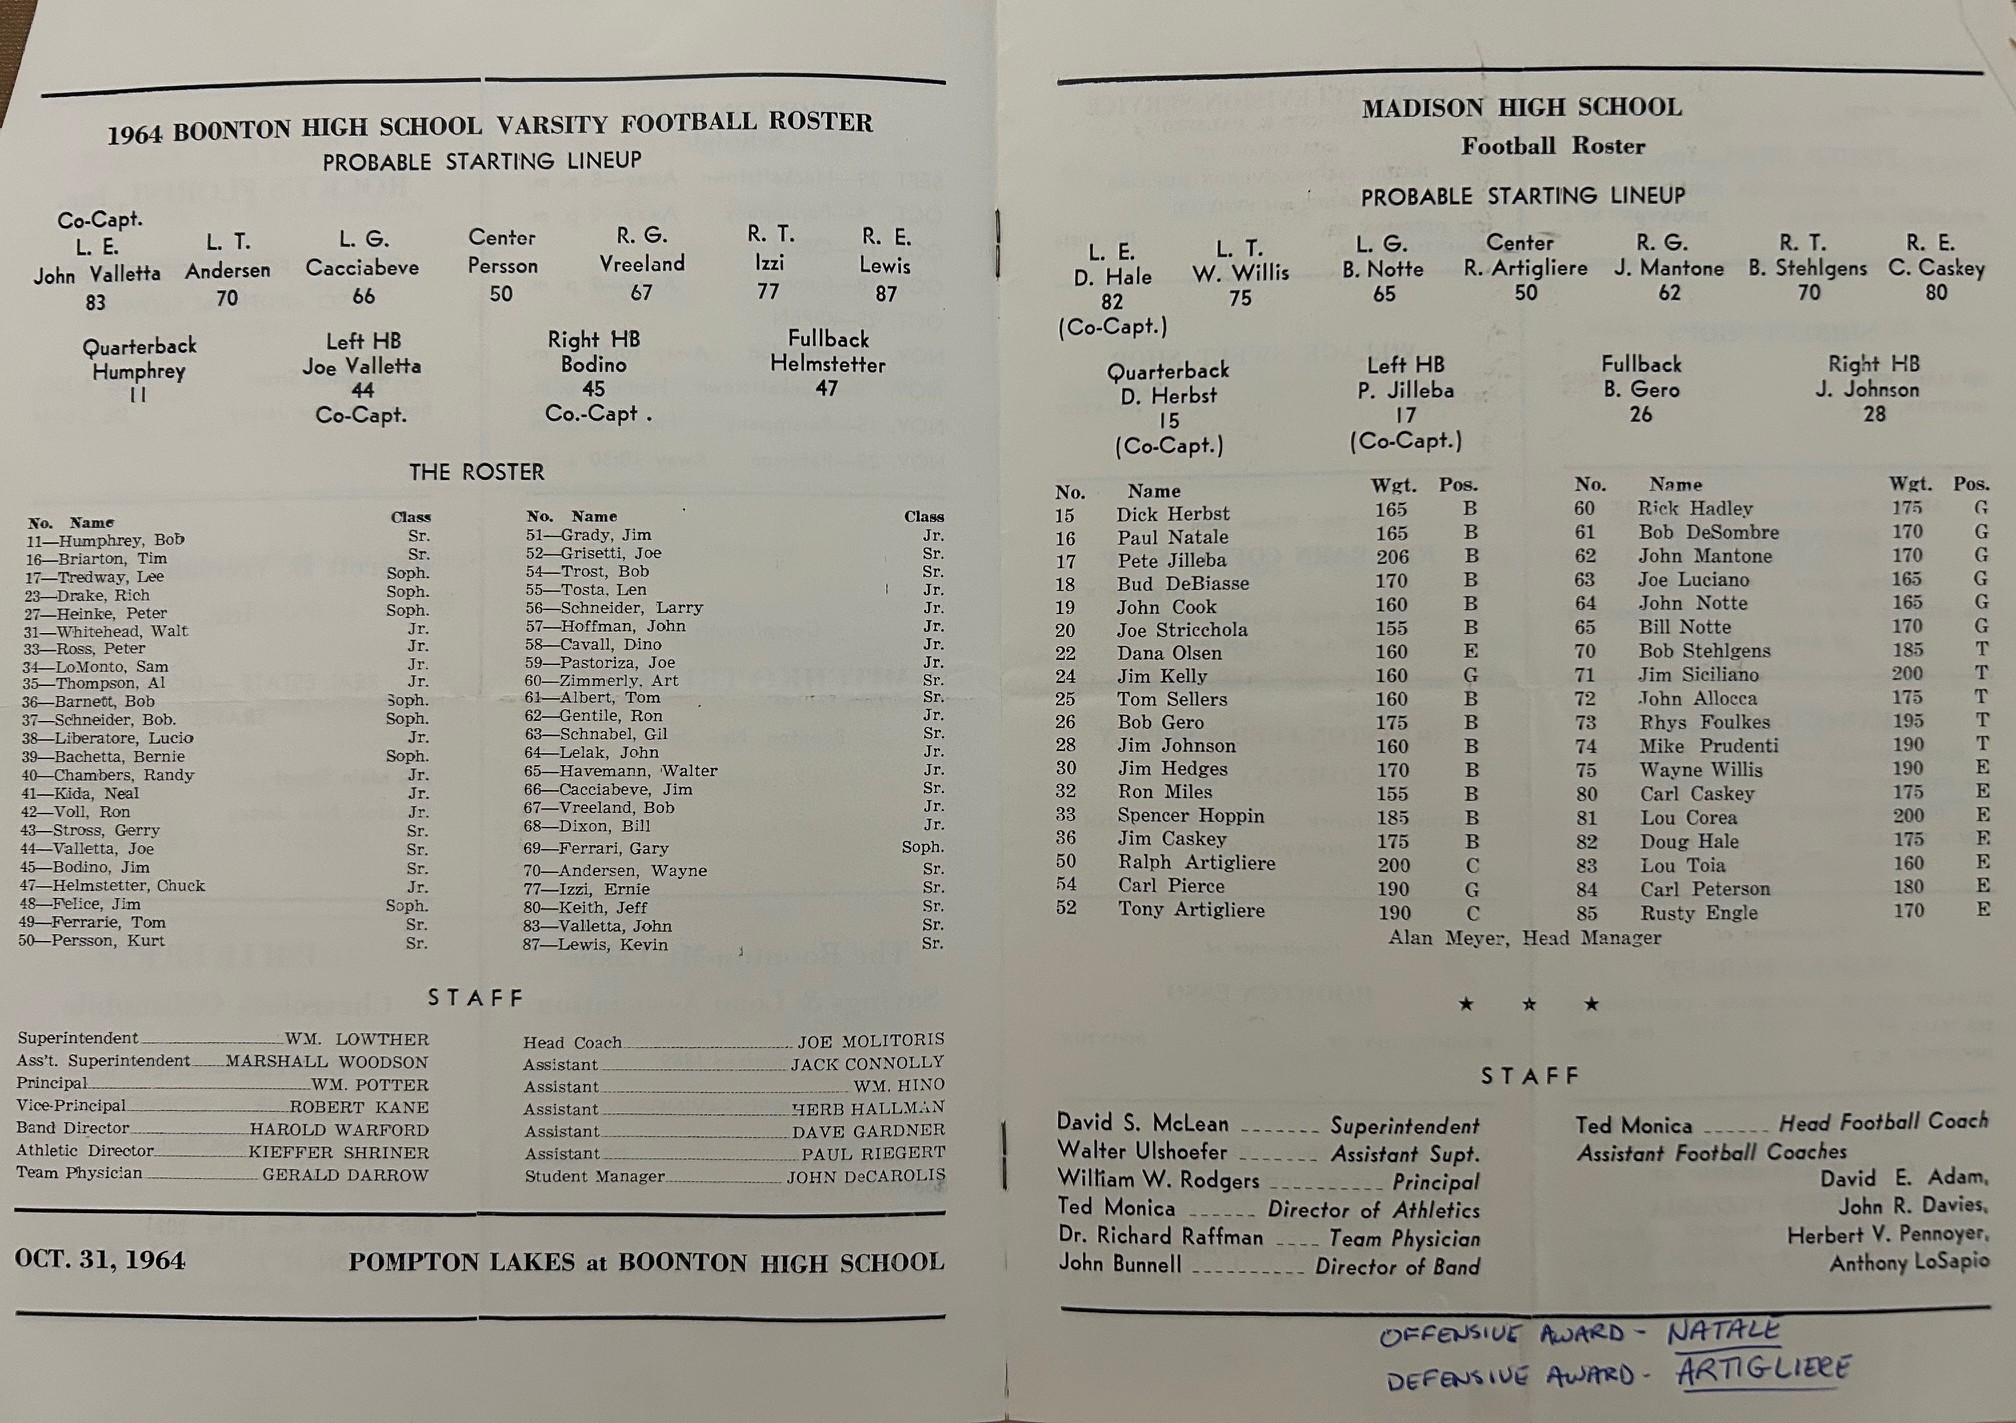 1964 BOONTON HIGH SCHOOL VARSITY FOOTBALL ROSTER
PROBABLE STARTING LINEUP
Co-Capt.
L. E. L. T. L. G. Center R. G. R. T. R. E.
John Valletta Andersen Cacciabeve Persson Vreeland Izzi Lewis
83 70 66 50 67 77 87
Quarterback Left HB Right HB Fullback
Humphrey Joe Valletta Bodino Helmstetter
11 44 45 47
Co-Capt. Co.-Capt .
THE ROSTER
No. Name Class
11—Humphrey, Bob Sr.
16—Briarton, Tim Sr.
17—Tredway, Lee Soph.
23—Drake, Rich Soph.
27—Heinke, Peter Soph.
31—Whitehead, Walt Jr.
33—Ross, Peter Jr.
34—LoMonto, Sam Jr.
35—Thompson, Al Jr.
36—Barnett, Bob Soph.
37—Schneider, Bob. Soph.
38—Liberatore, Lucio Jr.
39—Bachetta, Bernie Soph.
40—Chambers, Randy Jr.
41—Kida, Neal Jr.
42—Voll, Ron Jr.
43—Stross, Gerry Sr.
44—Valletta, Joe Sr.
45—Bodino, Jim Sr.
47—Helmstetter, Chuck Jr.
48—Felice, Jim Soph.
49—Ferrarie, Tom Sr.
50—Persson, Kurt Sr.
No. Name Class
51—Grady, Jim Jr.
52—Grisetti, Joe Sr.
54—Trost, Bob Sr.
55—Tosta, Len Jr.
56—Schneider, Larry Jr.
57—Hoffman, John Jr.
58—Cavall, Dino Jr.
59—Pastoriza, Joe Jr.
60—Zimmerly, Art Sr.
61—Albert, Tom Sr.
62—Gentile, Ron Jr.
63—Schnabel, Gil Sr.
64—Lelak, John Jr.
65—Havemann, Walter Jr.
66—Cacciabeve, Jim Sr.
67—Vreeland, Bob Jr.
68—Dixon, Bill Jr.
69—Ferrari, Gary Soph.
70—Andersen, Wayne Sr.
77—Izzi, Ernie Sr.
80—Keith, Jeff Sr.
83—Valletta, John Sr.
87—Lewis, Kevin Sr.
STAFF
Superintendent WM. LOWTHER
Ass't. Superintendent MARSHALL WOODSON
Principal WM. POTTER
Vice-Principal ROBERT KANE
Band Director HAROLD WARFORD
Athletic Director KIEFFER SHRINER
Team Physician GERALD DARROW
Head Coach JOE MOLITORIS
Assistant JACK CONNOLLY
Assistant WM. HINO
Assistant HERB HALLMAN
Assistant DAVE GARDNER
Assistant PAUL RIEGERT
Student Manager JOHN DeCAROLIS
OCT. 31, 1964 POMPTON LAKES at BOONTON HIGH SCHOOL
MADISON HIGH SCHOOL
Football Roster
PROBABLE STARTING LINEUP
L. E. L. T. L. G. Center R. G. R. T. R. E.
D. Hale W. Willis B. Notte R. Artigliere J. Mantone B. Stehlgens C. Caskey
82 75 65 50 62 70 80
(Co-Capt.)
Quarterback Left HB Fullback Right HB
D. Herbst P. Jilleba B. Gero J. Johnson
15 17 26 28
(Co-Capt.) (Co-Capt.)
No. Name Wgt. Pos.
15 Dick Herbst 165 B
16 Paul Natale 165 B
17 Pete Jilleba 206 B
18 Bud DeBiasse 170 B
19 John Cook 160 B
20 Joe Stricchola 155 B
22 Dana Olsen 160 E
24 Jim Kelly 160 G
25 Tom Sellers 160 B
26 Bob Gero 175 B
28 Jim Johnson 160 B
30 Jim Hedges 170 B
32 Ron Miles 155 B
33 Spencer Hoppin 185 B
36 Jim Caskey 175 B
50 Ralph Artigliere 200 C
54 Carl Pierce 190 G
52 Tony Artigliere 190 C
No. Name Wgt. Pos.
60 Rick Hadley 175 G
61 Bob DeSombre 170 G
62 John Mantone 170 G
63 Joe Luciano 165 G
64 John Notte 165 G
65 Bill Notte 170 G
70 Bob Stehlgens 185 T
71 Jim Siciliano 200 T
72 John Allocca 175 T
73 Rhys Foulkes 195 T
74 Mike Prudenti 190 T
75 Wayne Willis 190 E
80 Carl Caskey 175 E
81 Lou Corea 200 E
82 Doug Hale 175 E
83 Lou Toia 160 E
84 Carl Peterson 180 E
85 Rusty Engle 170 E
Alan Meyer, Head Manager
STAFF
David S. McLean Superintendent
Walter Ulshoefer Assistant Supt.
William W. Rodgers Principal
Ted Monica Director of Athletics
Dr. Richard Raffman Team Physician
John Bunnell Director of Band
Ted Monica Head Football Coach
Assistant Football Coaches
David E. Adam,
John R. Davies,
Herbert V. Pennoyer,
Anthony LoSapio
OFFENSIVE AWARD - NATALE
DEFENSIVE AWARD - ARTIGLIERE